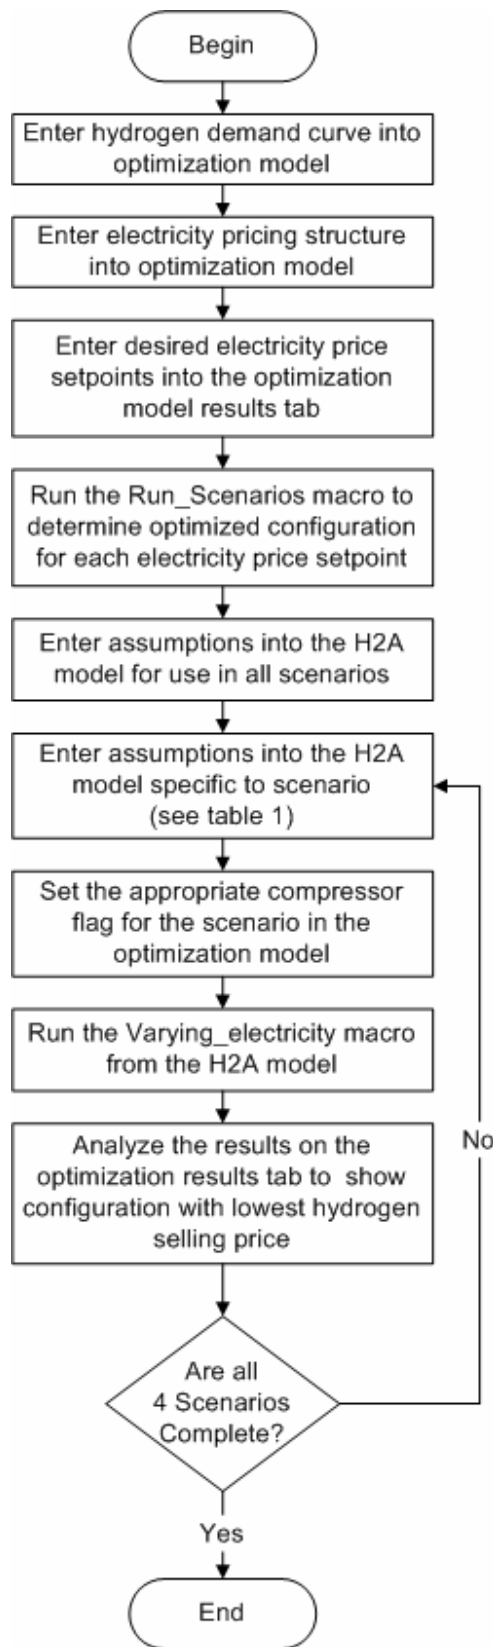 Begin
Enter hydrogen demand curve into
optimization model
Enter electricity pricing structure
into optimization model
Enter desired electricity price
setpoints into the optimization
model results tab
Run the Run_Scenarios macro to
determine optimized configuration
for each electricity price setpoint
Enter assumptions into the H2A
model for use in all scenarios
Enter assumptions into the H2A
model specific to scenario
(see table 1)
Set the appropriate compressor
flag for the scenario in the
optimization model
Run the Varying_electricity macro
from the H2A model
Analyze the results on the
optimization results tab to  show
configuration with lowest hydrogen
selling price
No
Are all
4 Scenarios
Complete?
Yes
End